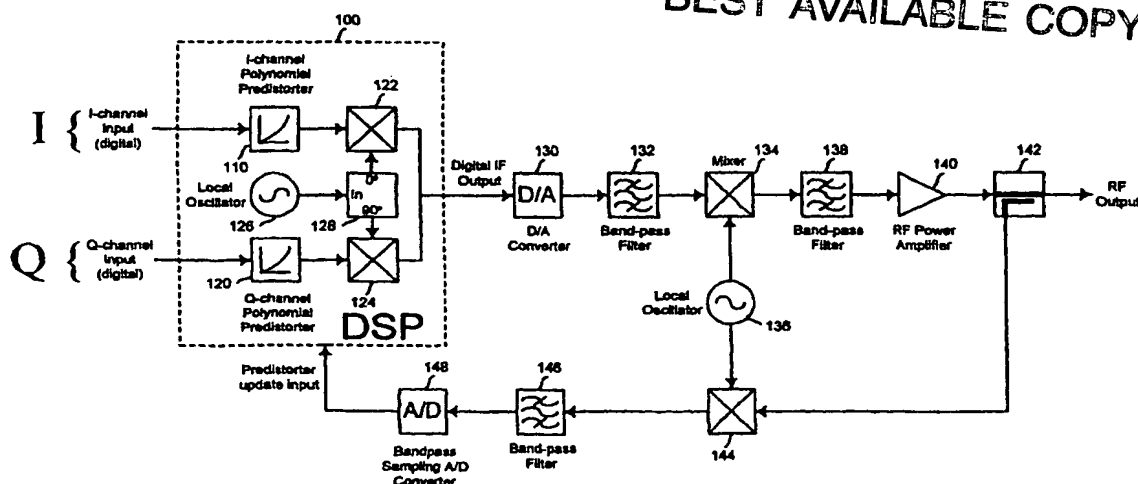 BEST AVAILABLE COPY
100
I-channel
Polynomial
Predistorter
122
I { I-channel
Input
(digital)
110
0°
Local
Oscillator
In
90°
126
128
Q { Q-channel
Input
(digital)
120
124
Q-channel
Polynomial
Predistorter
DSP
Digital IF
Output
130
D/A
D/A
Converter
132
Band-pass
Filter
Mixer
134
138
Band-pass
Filter
140
RF Power
Amplifier
142
RF
Output
Local
Oscillator
136
Predistorter
update input
148
A/D
Bandpass
Sampling A/D
Converter
146
Band-pass
Filter
144